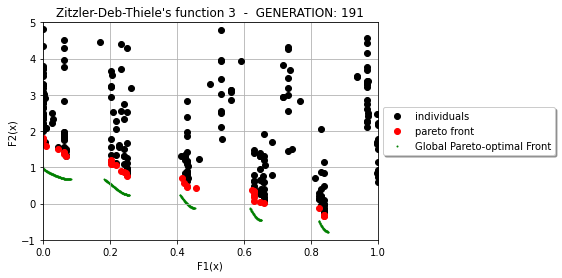 Zitzler-Deb-Thiele's function 3 - GENERATION: 191
5
4
3
2
1
0
−1
F2(x)
0.0 0.2 0.4 0.6 0.8 1.0
F1(x)
individuals
pareto front
Global Pareto-optimal Front